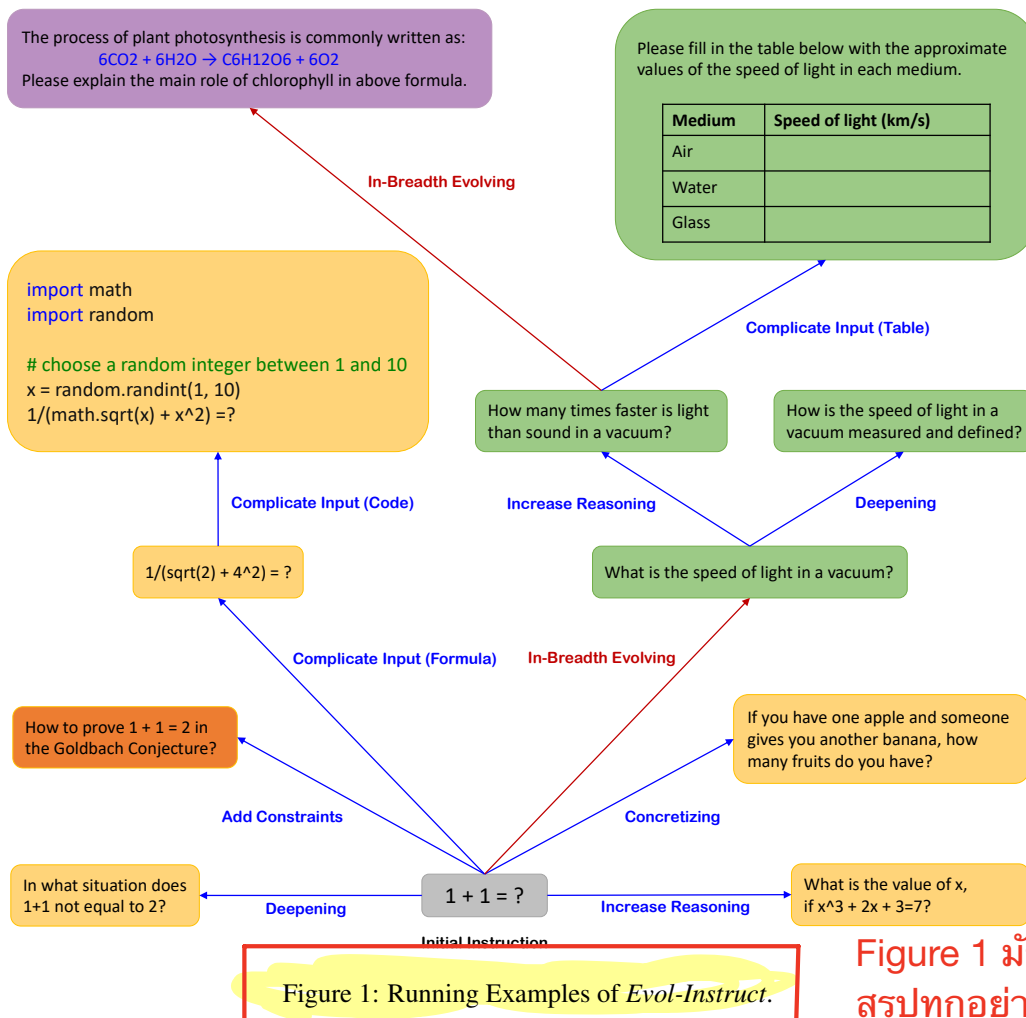 The process of plant photosynthesis is commonly written as:
6CO2 + 6H2O → C6H12O6 + 6O2
Please explain the main role of chlorophyll in above formula.
Please fill in the table below with the approximate
values of the speed of light in each medium.
Medium Speed of light (km/s)
Air
Water
Glass
In-Breadth Evolving
import math
import random
# choose a random integer between 1 and 10
x = random.randint(1, 10)
1/(math.sqrt(x) + x^2) =?
Complicate Input (Table)
How many times faster is light
than sound in a vacuum?
How is the speed of light in a
vacuum measured and defined?
Complicate Input (Code)
Increase Reasoning
Deepening
1/(sqrt(2) + 4^2) = ?
What is the speed of light in a vacuum?
Complicate Input (Formula)
In-Breadth Evolving
How to prove 1 + 1 = 2 in
the Goldbach Conjecture?
If you have one apple and someone
gives you another banana, how
many fruits do you have?
Add Constraints
Concretizing
In what situation does
1+1 not equal to 2?
Deepening
1 + 1 = ?
Increase Reasoning
What is the value of x,
if x^3 + 2x + 3=7?
Initial Instruction
Figure 1: Running Examples of Evol-Instruct.
Figure 1